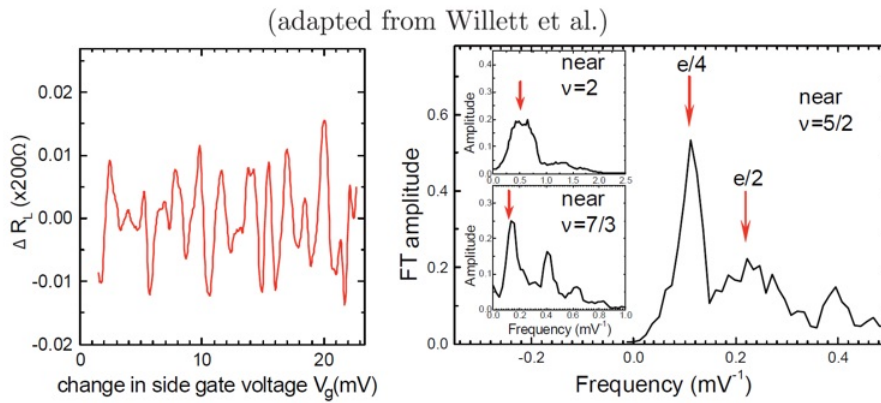 (adapted from Willett et al.)
0.02
0.01
0.00
-0.01
-0.02
Δ R_L (x200Ω)
0
10
20
change in side gate voltage V_g(mV)
0.6
0.4
0.2
0.0
FT amplitude
-0.2
0.0
0.2
0.4
Frequency (mV⁻¹)
e/4
e/2
near
ν=5/2
0.4
0.3
0.2
0.1
0.0
Amplitude
near
ν=2
0.0 0.5 1.0 1.5 2.0 2.5
0.4
0.3
0.2
0.1
0.0
Amplitude
near
ν=7/3
0.0 0.2 0.4 0.6 0.8 1.0
Frequency (mV⁻¹)